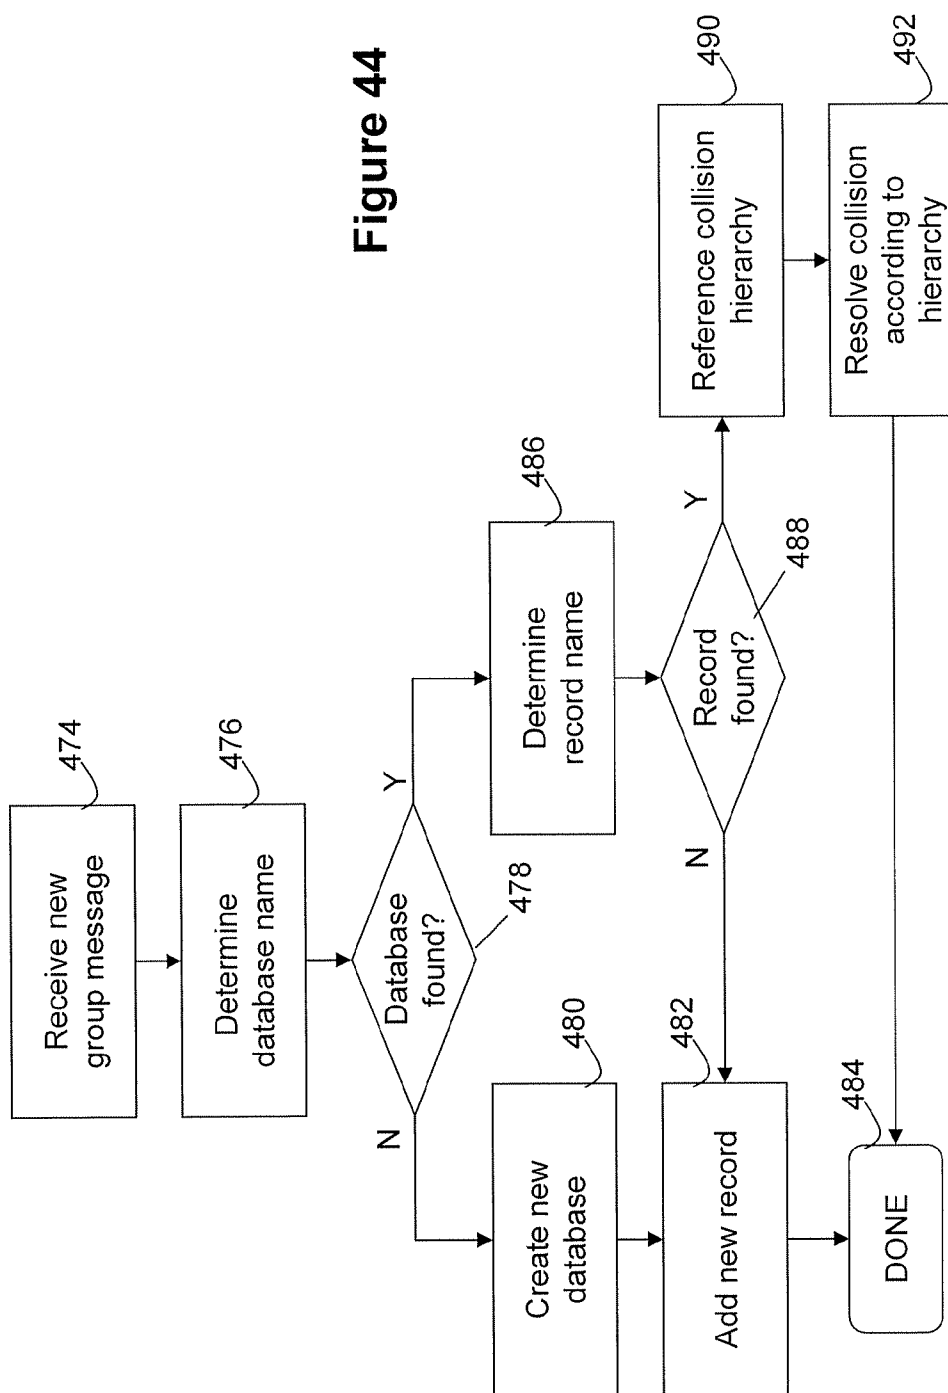 Figure 44
474
Receive new
group message
476
Determine
database name
Database
found?
478
N
Y
480
Create new
database
482
Add new record
484
DONE
486
Determine
record name
Record
found?
488
N
Y
490
Reference collision
hierarchy
492
Resolve collision
according to
hierarchy